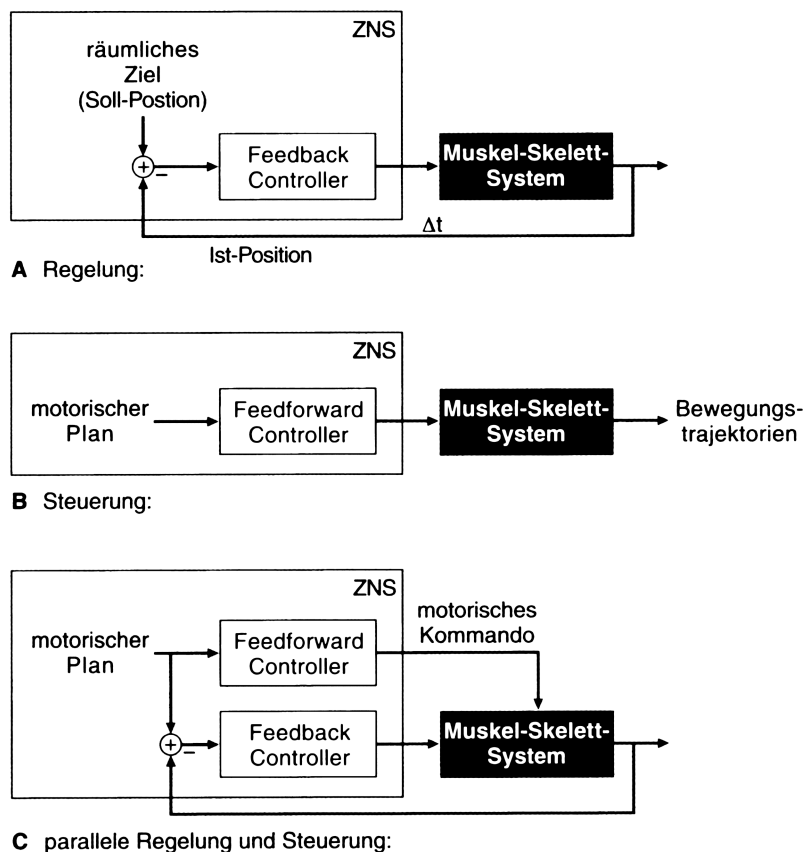 ZNS
räumliches
Ziel
(Soll-Postion)
+
−
Feedback
Controller
Muskel-Skelett-
System
Δt
Ist-Position
A Regelung:
ZNS
motorischer
Plan
Feedforward
Controller
Muskel-Skelett-
System
Bewegungs-
trajektorien
B Steuerung:
ZNS
motorischer
Plan
Feedforward
Controller
motorisches
Kommando
+
−
Feedback
Controller
Muskel-Skelett-
System
C parallele Regelung und Steuerung: